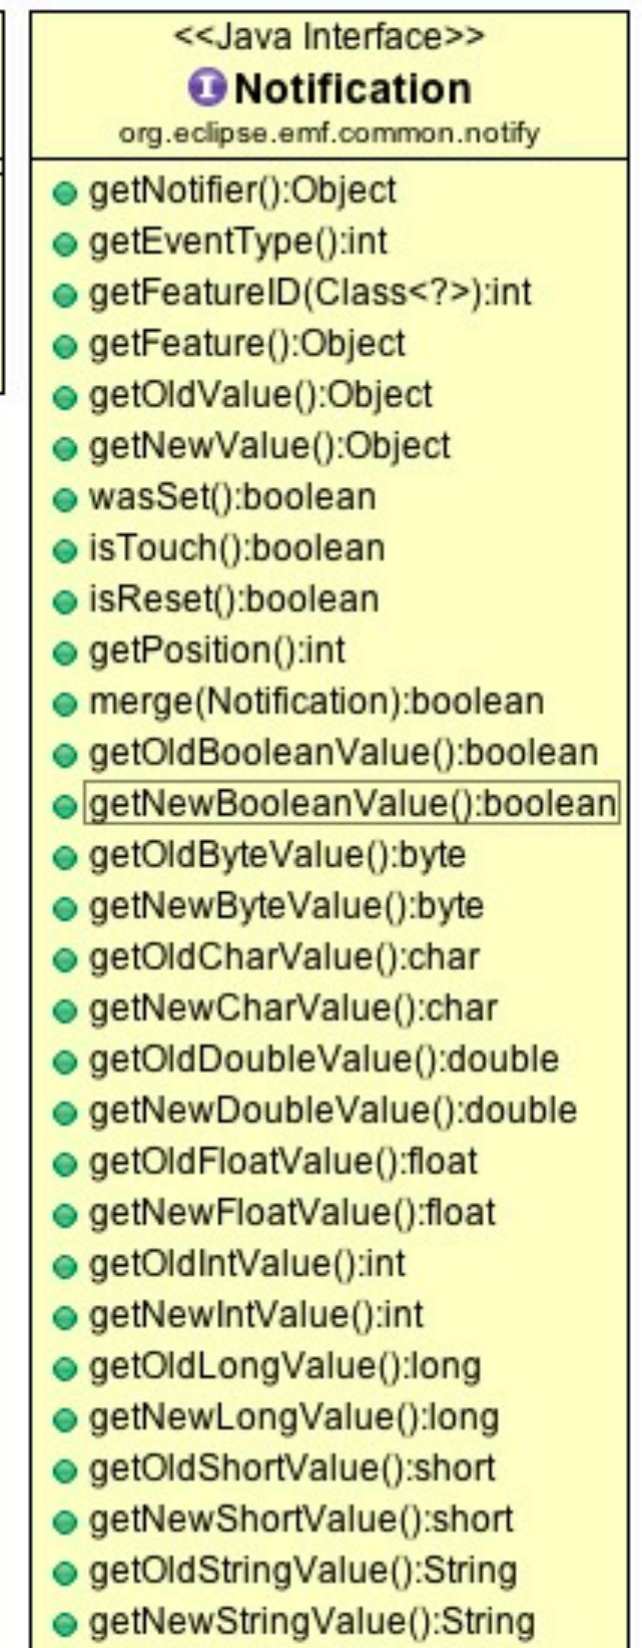 <<Java Interface>>
I Notification
org.eclipse.emf.common.notify
getNotifier():Object
getEventType():int
getFeatureID(Class<?>):int
getFeature():Object
getOldValue():Object
getNewValue():Object
wasSet():boolean
isTouch():boolean
isReset():boolean
getPosition():int
merge(Notification):boolean
getOldBooleanValue():boolean
getNewBooleanValue():boolean
getOldByteValue():byte
getNewByteValue():byte
getOldCharValue():char
getNewCharValue():char
getOldDoubleValue():double
getNewDoubleValue():double
getOldFloatValue():float
getNewFloatValue():float
getOldIntValue():int
getNewIntValue():int
getOldLongValue():long
getNewLongValue():long
getOldShortValue():short
getNewShortValue():short
getOldStringValue():String
getNewStringValue():String